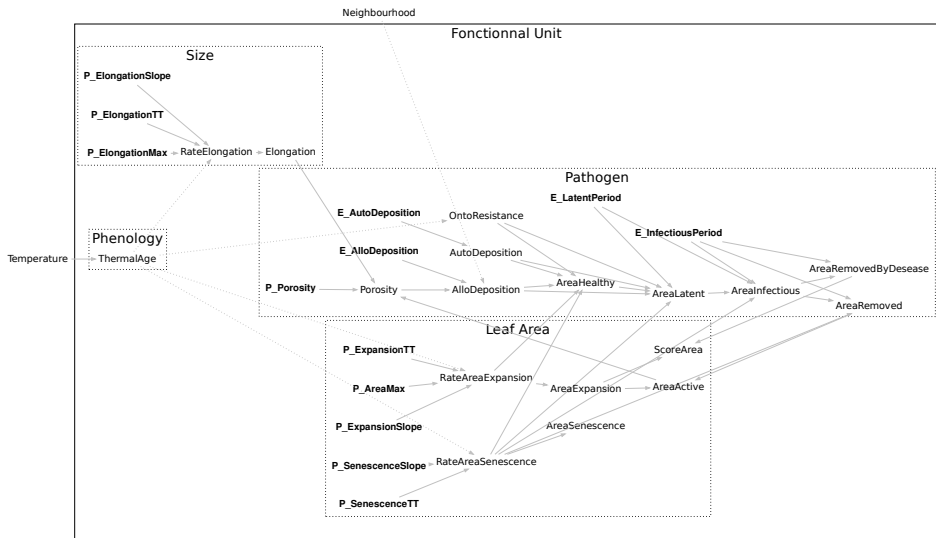 Neighbourhood
Fonctionnal Unit
Size
P_ElongationSlope
P_ElongationTT
P_ElongationMax
RateElongation
Elongation
Pathogen
E_LatentPeriod
E_AutoDeposition
OntoResistance
E_InfectiousPeriod
Phenology
ThermalAge
Temperature
E_AlloDeposition
AutoDeposition
AreaRemovedByDesease
P_Porosity
Porosity
AlloDeposition
AreaHealthy
AreaLatent
AreaInfectious
AreaRemoved
Leaf Area
P_ExpansionTT
ScoreArea
RateAreaExpansion
P_AreaMax
AreaExpansion
AreaActive
P_ExpansionSlope
AreaSenescence
P_SenescenceSlope
RateAreaSenescence
P_SenescenceTT